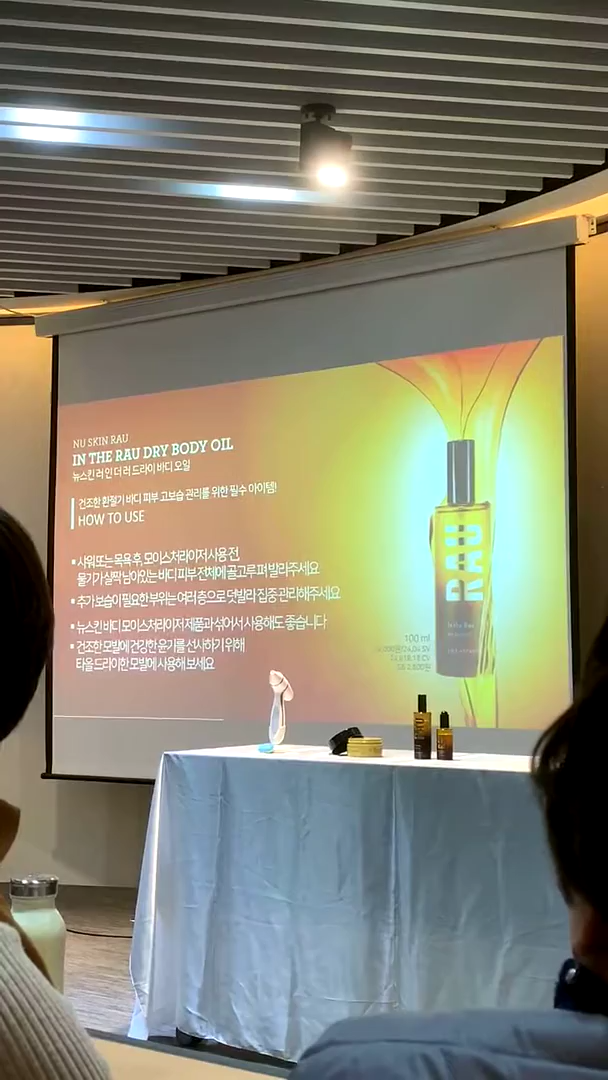 NU SKIN RAU
IN THE RAU DRY BODY OIL
뉴스킨 러 인 더 러 드라이 바디 오일
건조한 환절기 바디 피부 고보습 관리를 위한 필수 아이템!
HOW TO USE
샤워 또는 목욕 후, 모이스처라이저 사용 전,
물기가 살짝 남아있는 바디 피부 전체에 골고루 펴 발라주세요
추가 보습이 필요한 부위는 여러 층으로 덧발라 집중 관리해주세요
뉴스킨 바디 모이스처라이저 제품과 섞어서 사용해도 좋습니다
건조한 모발에 건강한 윤기를 선사하기 위해
타올 드라이한 모발에 사용해 보세요
RAU
100 ml